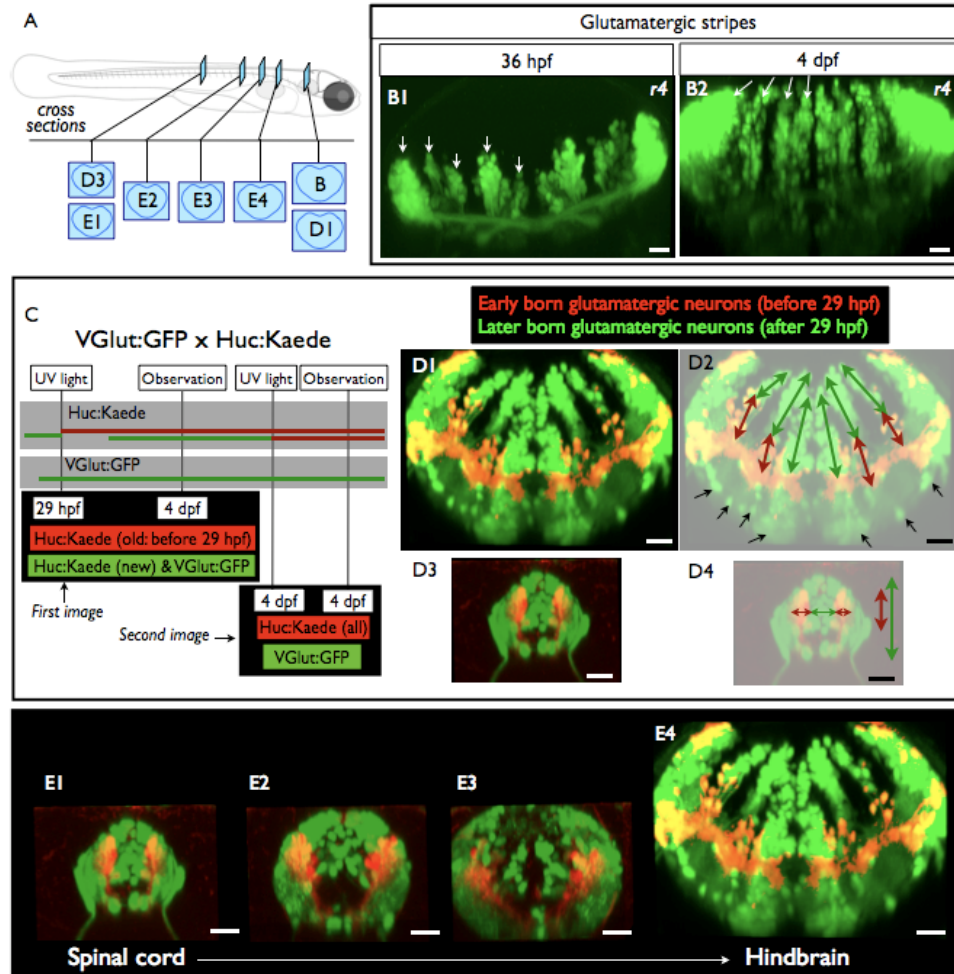 A
cross
sections
D3
E1
E2
E3
E4
B
D1
Glutamatergic stripes
36 hpf
4 dpf
B1
r4
B2
r4
C
VGlut:GFP x Huc:Kaede
UV light
Observation
UV light
Observation
Huc:Kaede
VGlut:GFP
29 hpf
4 dpf
Huc:Kaede (old: before 29 hpf)
Huc:Kaede (new) & VGlut:GFP
First image
4 dpf
4 dpf
Second image
Huc:Kaede (all)
VGlut:GFP
Early born glutamatergic neurons (before 29 hpf)
Later born glutamatergic neurons (after 29 hpf)
D1
D2
D3
D4
E1
E2
E3
E4
Spinal cord
Hindbrain